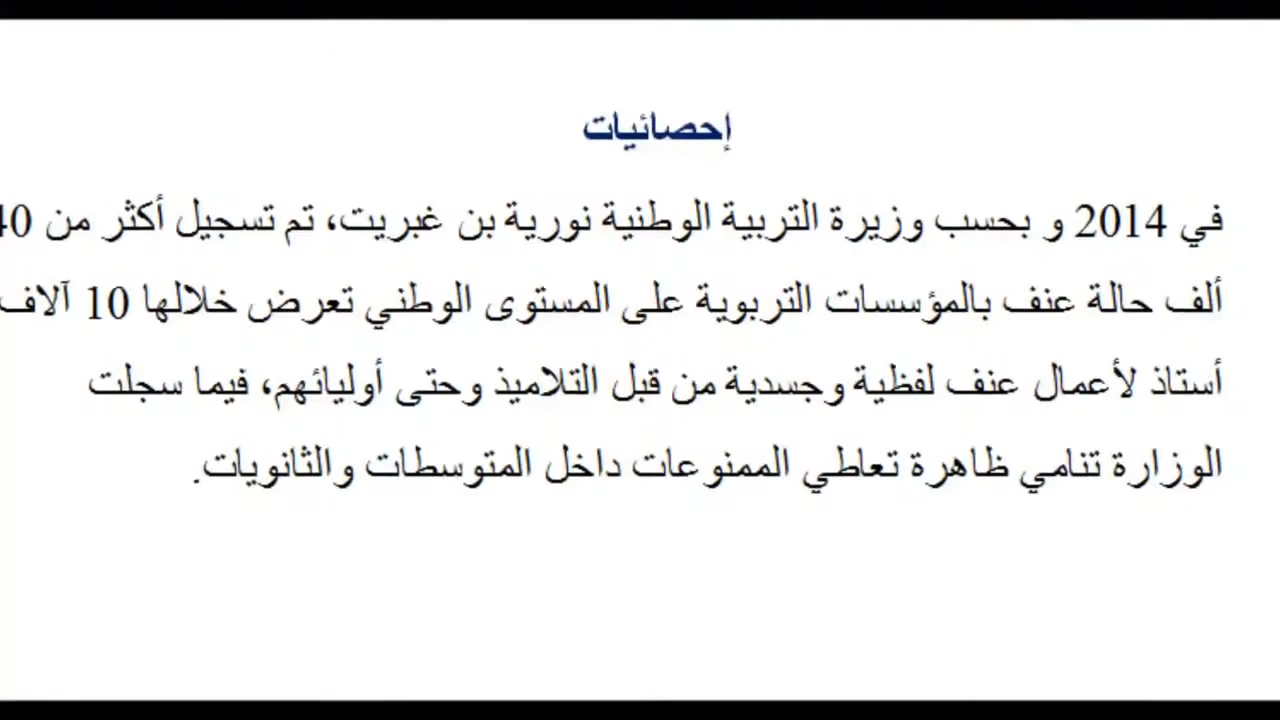 إحصائيات
في 2014 و بحسب وزيرة التربية الوطنية نورية بن غبريت، تم تسجيل أكثر من 40
ألف حالة عنف بالمؤسسات التربوية على المستوى الوطني تعرض خلالها 10 آلاف
أستاذ لأعمال عنف لفظية وجسدية من قبل التلاميذ وحتى أوليائهم، فيما سجلت
الوزارة تنامي ظاهرة تعاطي الممنوعات داخل المتوسطات والثانويات.